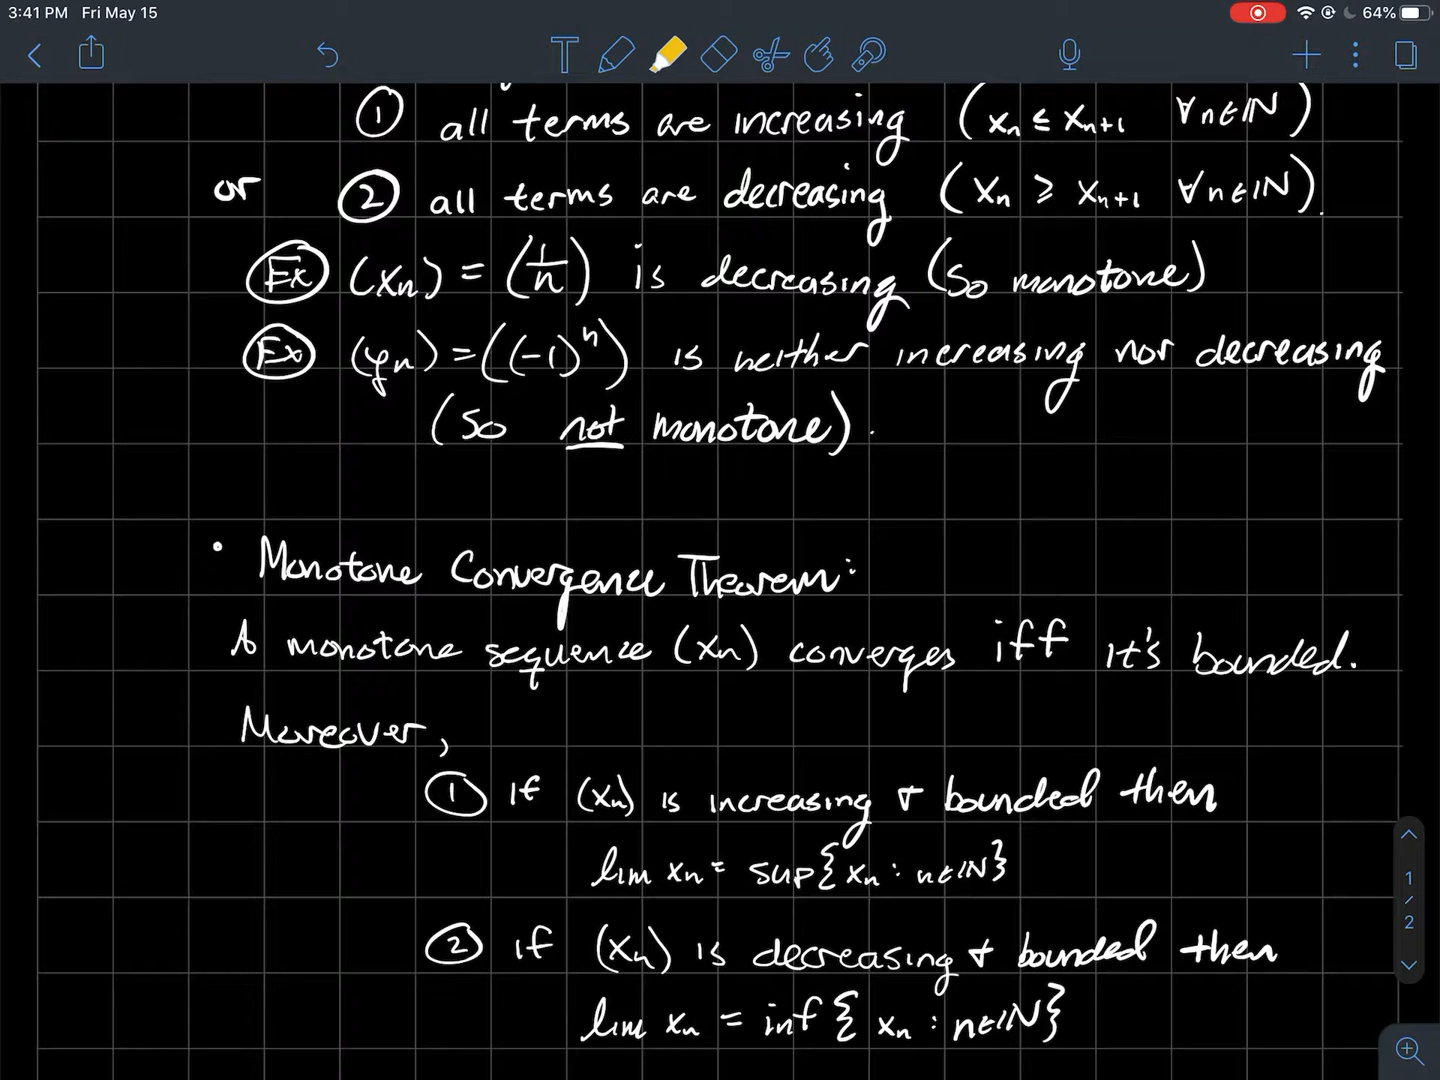 3:41 PM Fri May 15
64%
① all terms are increasing (xₙ ≤ xₙ₊₁ ∀n∈ℕ)
or ② all terms are decreasing (xₙ ≥ xₙ₊₁ ∀n∈ℕ).
Ex (xₙ) = (1/n) is decreasing (so monotone)
Ex (yₙ) = ((-1)ⁿ) is neither increasing nor decreasing
(so not monotone).
• Monotone Convergence Theorem:
A monotone sequence (xₙ) converges iff it's bounded.
Moreover,
① if (xₙ) is increasing & bounded then
lim xₙ = sup{xₙ : n∈ℕ}
② if (xₙ) is decreasing & bounded then
lim xₙ = inf{xₙ : n∈ℕ}
1
/
2